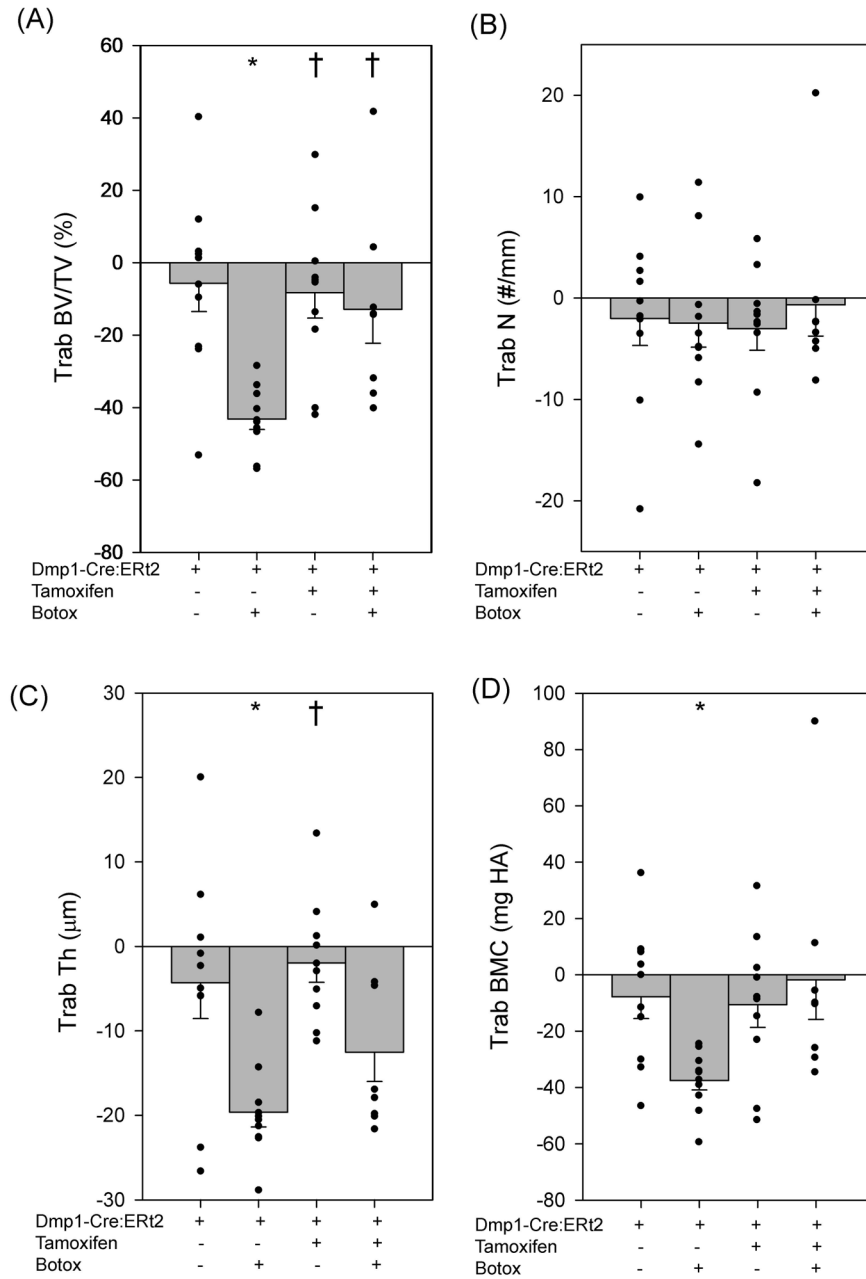 (A)
Trab BV/TV (%)
60
40
20
0
-20
-40
-60
-80
* † †
Dmp1-Cre:ERt2 + + + +
Tamoxifen - - + +
Botox - + - +
(B)
Trab N (#/mm)
20
10
0
-10
-20
Dmp1-Cre:ERt2 + + + +
Tamoxifen - - + +
Botox - + - +
(C)
Trab Th (μm)
30
20
10
0
-10
-20
-30
* †
Dmp1-Cre:ERt2 + + + +
Tamoxifen - - + +
Botox - + - +
(D)
Trab BMC (mg HA)
100
80
60
40
20
0
-20
-40
-60
-80
*
Dmp1-Cre:ERt2 + + + +
Tamoxifen - - + +
Botox - + - +